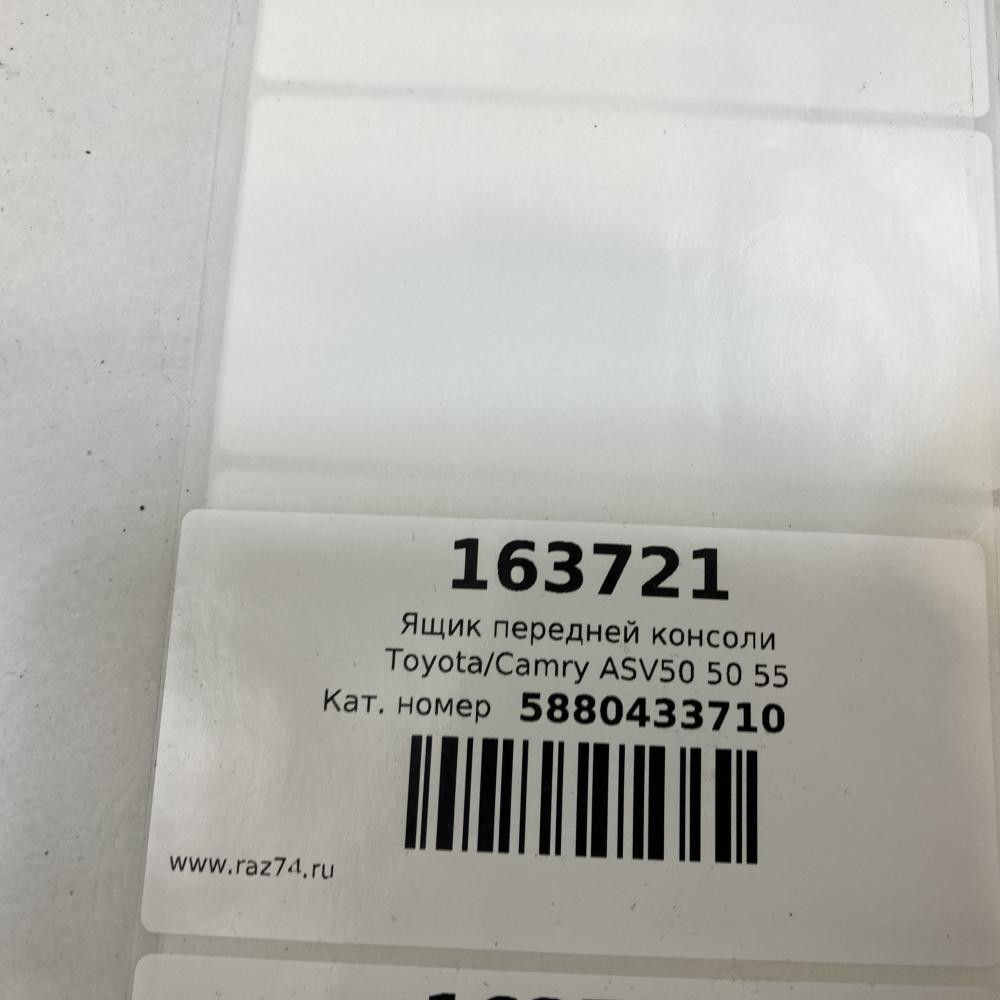 163721
Ящик передней консоли
Toyota/Camry ASV50 50 55
Кат. номер 5880433710
www.raz74.ru